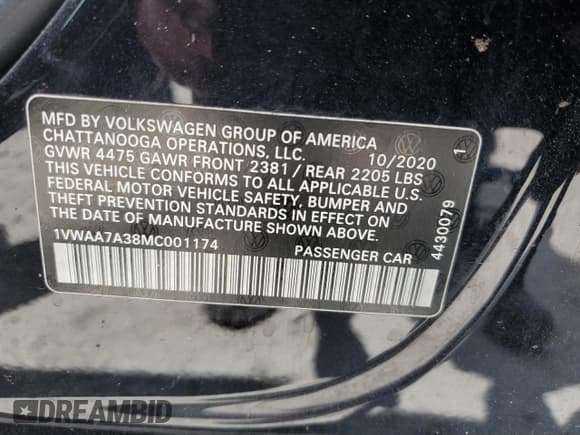 MFD BY VOLKSWAGEN GROUP OF AMERICA
CHATTANOOGA OPERATIONS, LLC. 10/2020
GVWR 4475 GAWR FRONT 2381 / REAR 2205 LBS
THIS VEHICLE CONFORMS TO ALL APPLICABLE U.S.
FEDERAL MOTOR VEHICLE SAFETY, BUMPER AND
THEFT PREVENTION STANDARDS IN EFFECT ON
THE DATE OF MANUFACTURE SHOWN ABOVE.
1VWAA7A38MC001174 PASSENGER CAR
4430079
DREAMBID